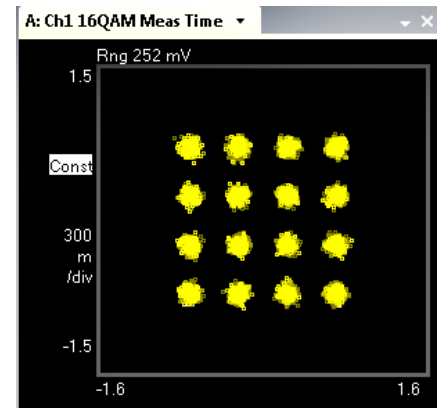 A: Ch1 16QAM Meas Time
Rng 252 mV
1.5
Const
300
m
/div
-1.5
-1.6
1.6